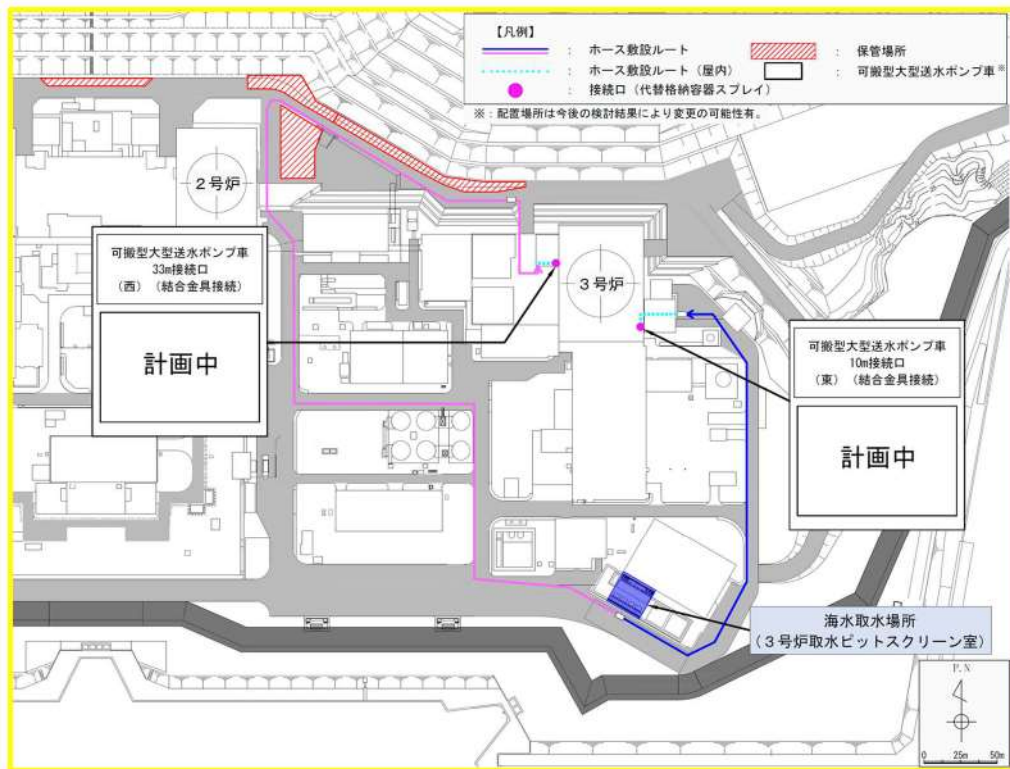 【凡例】
： ホース敷設ルート
： 保管場所
： ホース敷設ルート（屋内）
： 可搬型大型送水ポンプ車※
： 接続口（代替格納容器スプレイ）
※：配置場所は今後の検討結果により変更の可能性有。
２号炉
３号炉
可搬型大型送水ポンプ車
33m接続口
（西）（結合金具接続）
計画中
可搬型大型送水ポンプ車
10m接続口
（東）（結合金具接続）
計画中
海水取水場所
（３号炉取水ピットスクリーン室）
P.N
0 25m 50m